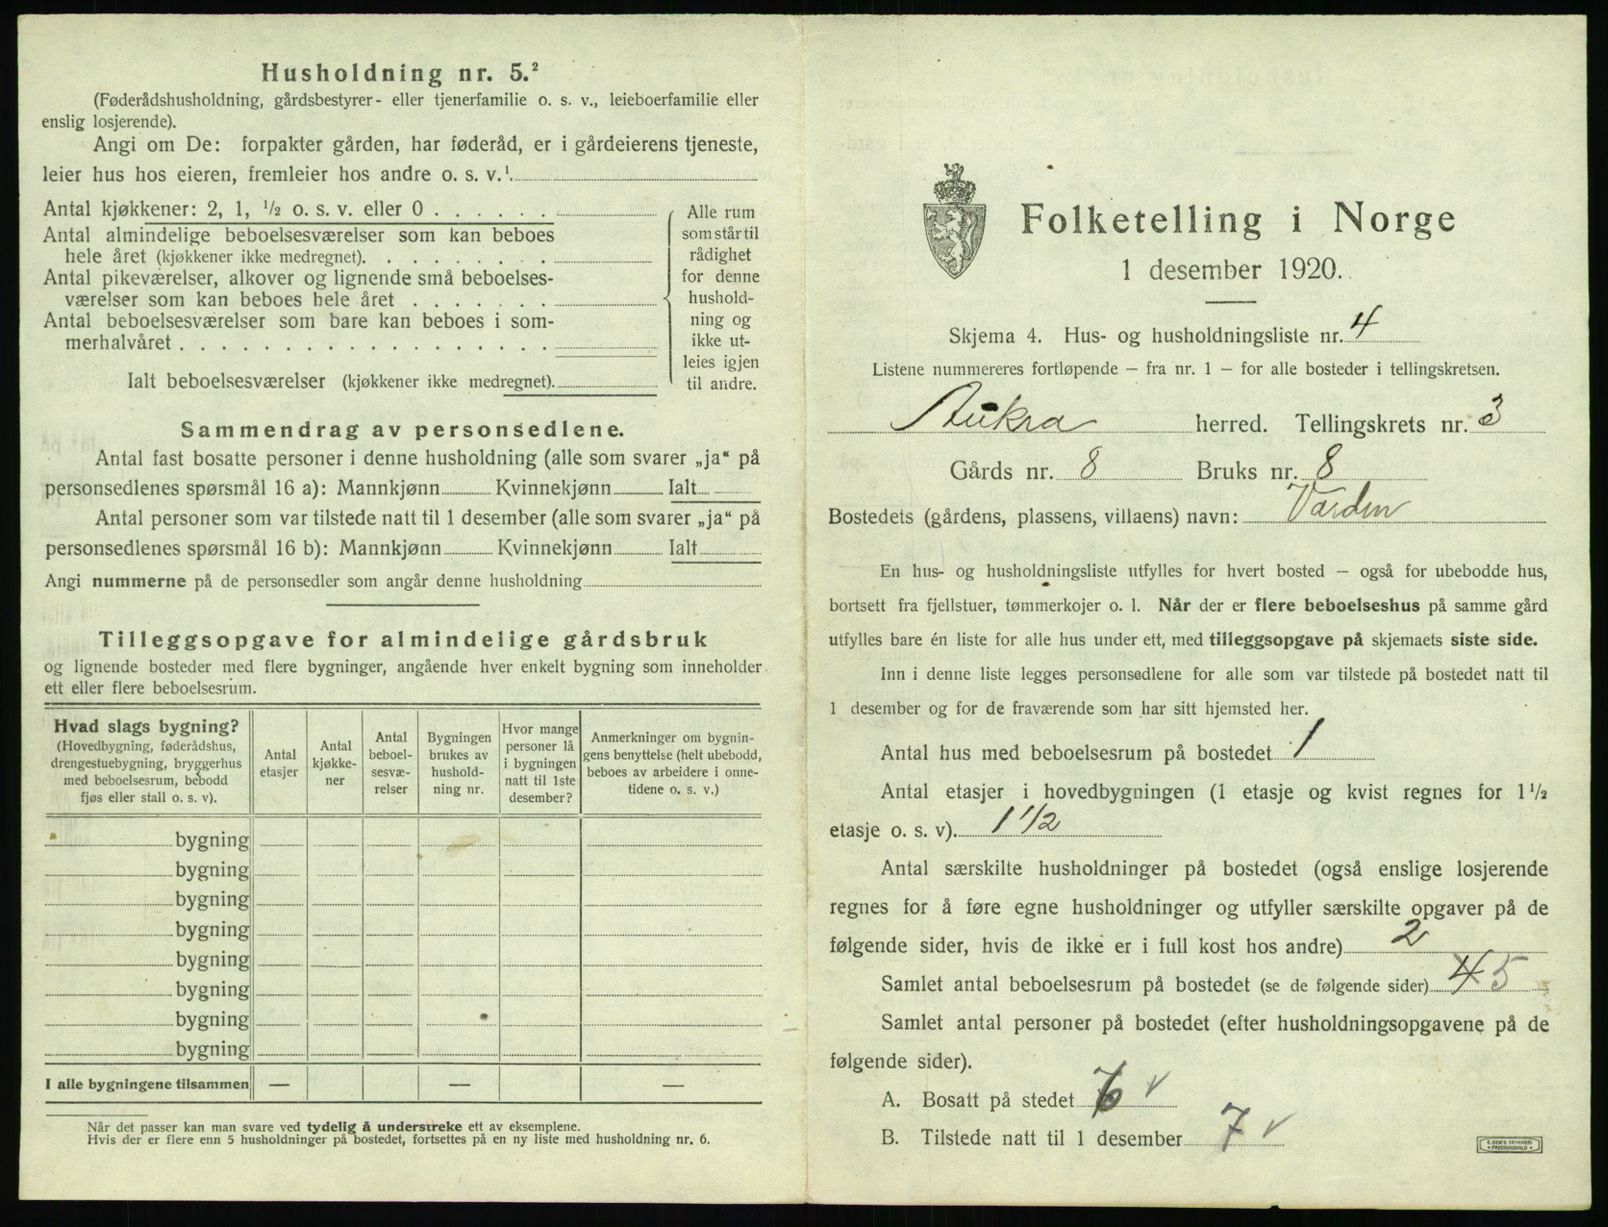 Husholdning nr. 5.²
(Føderådshusholdning, gårdsbestyrer- eller tjenerfamilie o. s. v., leieboerfamilie eller
enslig losjerende).
Angi om De: forpakter gården, har føderåd, er i gårdeierens tjeneste,
leier hus hos eieren, fremleier hos andre o. s. v.¹
Antal kjøkkener: 2, 1, ½ o. s. v. eller 0 . . . . . .
Antal almindelige beboelsesværelser som kan beboes
hele året (kjøkkener ikke medregnet). . . . . . . . .
Antal pikeværelser, alkover og lignende små beboelses-
værelser som kan beboes hele året . . . . . . .
Antal beboelsesværelser som bare kan beboes i som-
merhalvåret . . . . . . . . . . . . . . . . . .
Ialt beboelsesværelser (kjøkkener ikke medregnet).
Alle rum
som står til
rådighet
for denne
hushold-
ning og
ikke ut-
leies igjen
til andre.
Sammendrag av personsedlene.
Antal fast bosatte personer i denne husholdning (alle som svarer „ja“ på
personsedlenes spørsmål 16 a): Mannkjønn Kvinnekjønn Ialt
Antal personer som var tilstede natt til 1 desember (alle som svarer „ja“ på
personsedlenes spørsmål 16 b): Mannkjønn Kvinnekjønn Ialt
Angi nummerne på de personsedler som angår denne husholdning
Tilleggsopgave for almindelige gårdsbruk
og lignende bosteder med flere bygninger, angående hver enkelt bygning som inneholder
ett eller flere beboelsesrum.
Hvad slags bygning?
(Hovedbygning, føderådshus,
drengestuebygning, bryggerhus
med beboelsesrum, bebodd
fjøs eller stall o. s. v).
Antal
etasjer
Antal
kjøkke-
ner
Antal
beboel-
sesvæ-
relser
Bygningen
brukes av
hushold-
ning nr.
Hvor mange
personer lå
i bygningen
natt til 1ste
desember?
Anmerkninger om bygnin-
gens benyttelse (helt ubebodd,
beboes av arbeidere i onne-
tidene o. s. v.)
bygning
bygning
bygning
bygning
bygning
bygning
bygning
bygning
I alle bygningene tilsammen — — —
Når det passer kan man svare ved tydelig å understreke ett av eksemplene.
Hvis der er flere enn 5 husholdninger på bostedet, fortsettes på en ny liste med husholdning nr. 6.
Folketelling i Norge
1 desember 1920.
Skjema 4. Hus- og husholdningsliste nr. 4
Listene nummereres fortløpende — fra nr. 1 — for alle bosteder i tellingskretsen.
Aukra herred. Tellingskrets nr. 3
Gårds nr. 8 Bruks nr. 8
Bostedets (gårdens, plassens, villaens) navn: Varden
En hus- og husholdningsliste utfylles for hvert bosted — også for ubebodde hus,
bortsett fra fjellstuer, tømmerkojer o. l. Når der er flere beboelseshus på samme gård
utfylles bare én liste for alle hus under ett, med tilleggsopgave på skjemaets siste side.
Inn i denne liste legges personsedlene for alle som var tilstede på bostedet natt til
1 desember og for de fraværende som har sitt hjemsted her.
Antal hus med beboelsesrum på bostedet 1
Antal etasjer i hovedbygningen (1 etasje og kvist regnes for 1½
etasje o. s. v). 1 1/2
Antal særskilte husholdninger på bostedet (også enslige losjerende
regnes for å føre egne husholdninger og utfyller særskilte opgaver på de
følgende sider, hvis de ikke er i full kost hos andre) 2
Samlet antal beboelsesrum på bostedet (se de følgende sider) 4 5
Samlet antal personer på bostedet (efter husholdningsopgavene på de
følgende sider).
A. Bosatt på stedet 6 v
B. Tilstede natt til 1 desember 7 v